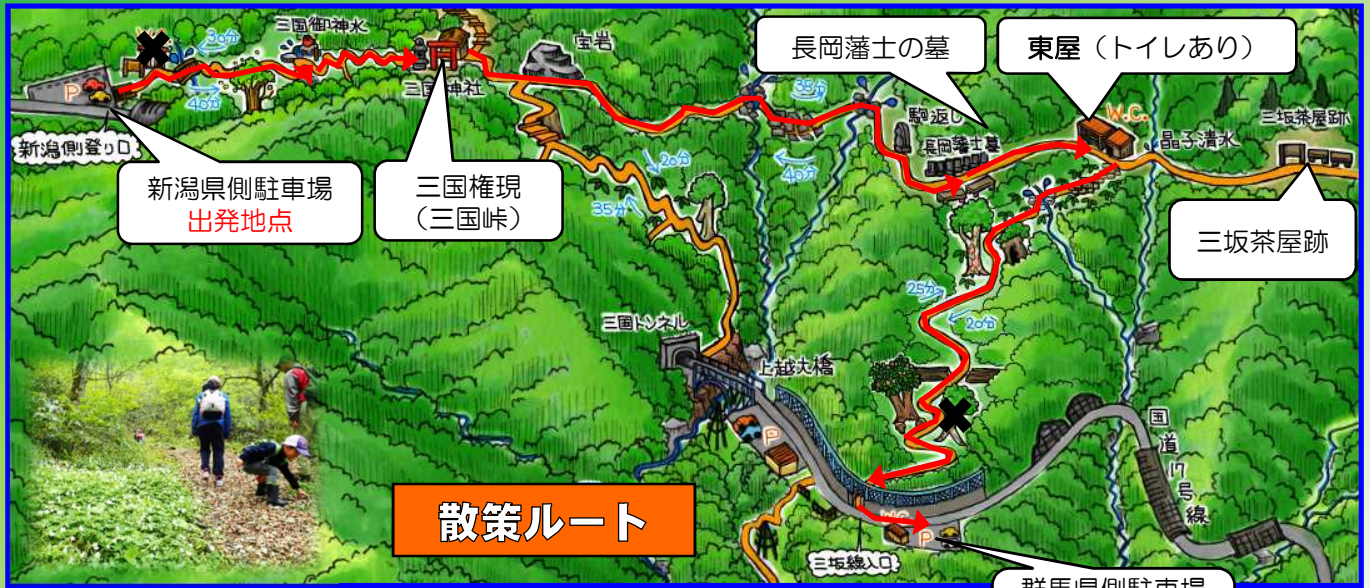 三国御神水
30分
40分
P
新潟側登り口
新潟県側駐車場
出発地点
三国神社
三国権現
(三国峠)
宝岩
長岡藩士の墓
東屋(トイレあり)
35分
40分
駒返し
長岡藩士墓
W.C.
晶子清水
三坂茶屋跡
三坂茶屋跡
20分
35分
25分
20分
三国トンネル
上越大橋
P
国道17号線
散策ルート
W.C.
P
三坂線入口
群馬県側駐車場